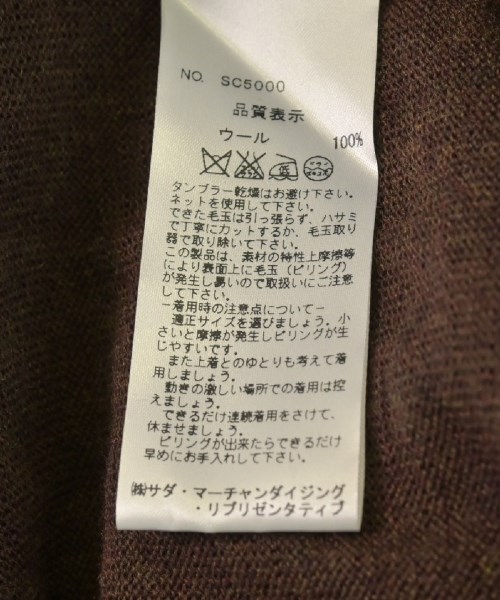 NO. SC5000
品質表示
ウール 100%
タンブラー乾燥はお避け下さい。
ネットを使用して下さい。
できた毛玉は引っ張らず、ハサミ
で丁寧にカットするか、毛玉取り
器で取り除いて下さい。
この製品は、素材の特性上摩擦等
により表面上に毛玉（ピリング）
が発生し易いので取扱いにご注意
して下さい。
－着用時の注意点について－
適正サイズを選びましょう。小
さいと摩擦が発生しピリングが生
じやすいです。
また上着とのゆとりも考えて着
用しましょう。
動きの激しい場所での着用は控
えましょう。
できるだけ連続着用をさけて、
休ませましょう。
ピリングが出来たらできるだけ
早めにお手入れして下さい。
㈱サダ・マーチャンダイジング
・リプリゼンタティブ